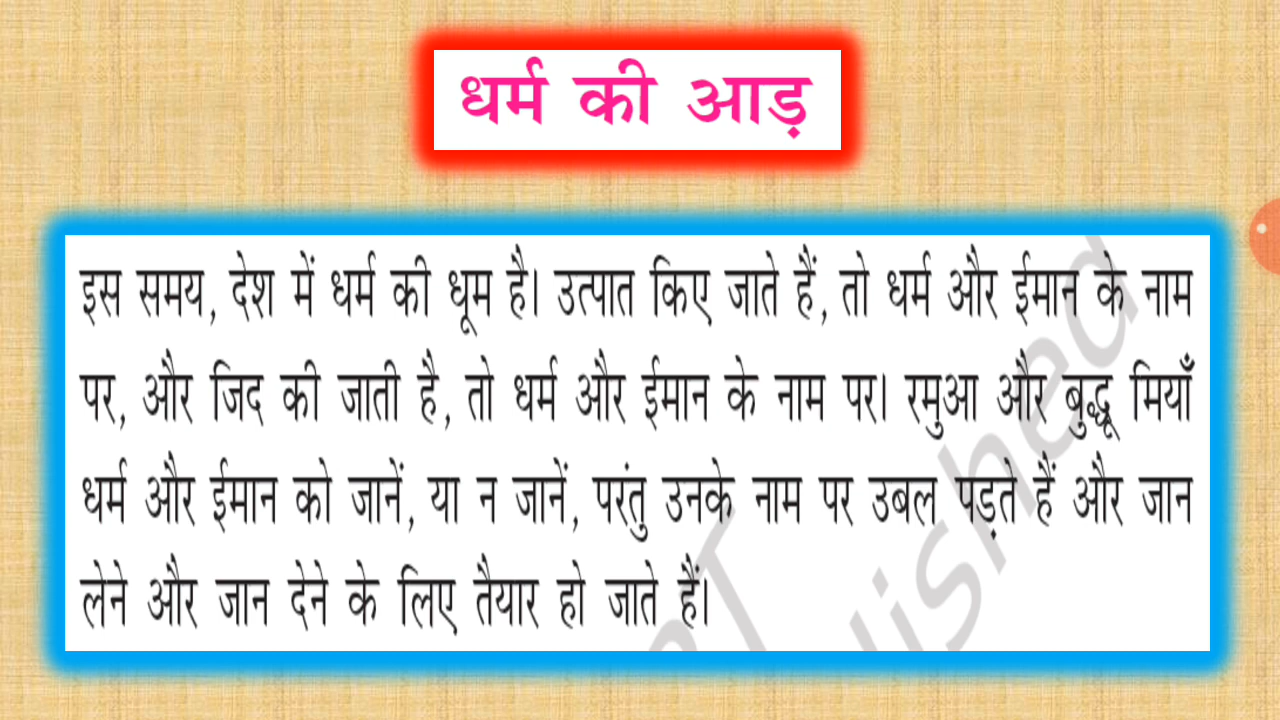 धर्म की आड़
इस समय, देश में धर्म की धूम है। उत्पात किए जाते हैं, तो धर्म और ईमान के नाम
पर, और जिद की जाती है, तो धर्म और ईमान के नाम पर। रमुआ और बुद्धू मियाँ
धर्म और ईमान को जानें, या न जानें, परंतु उनके नाम पर उबल पड़ते हैं और जान
लेने और जान देने के लिए तैयार हो जाते हैं।